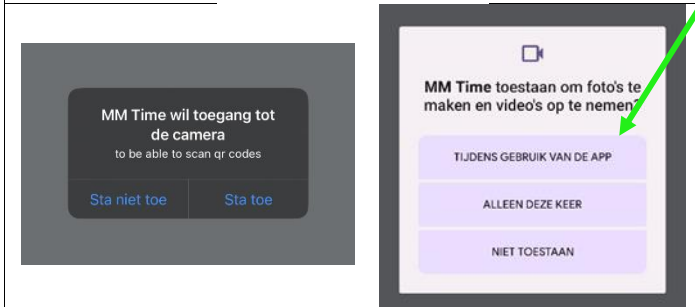 MM Time wil toegang tot
de camera
to be able to scan qr codes
Sta niet toe
Sta toe
MM Time toestaan om foto's te
maken en video's op te nemen?
TIJDENS GEBRUIK VAN DE APP
ALLEEN DEZE KEER
NIET TOESTAAN